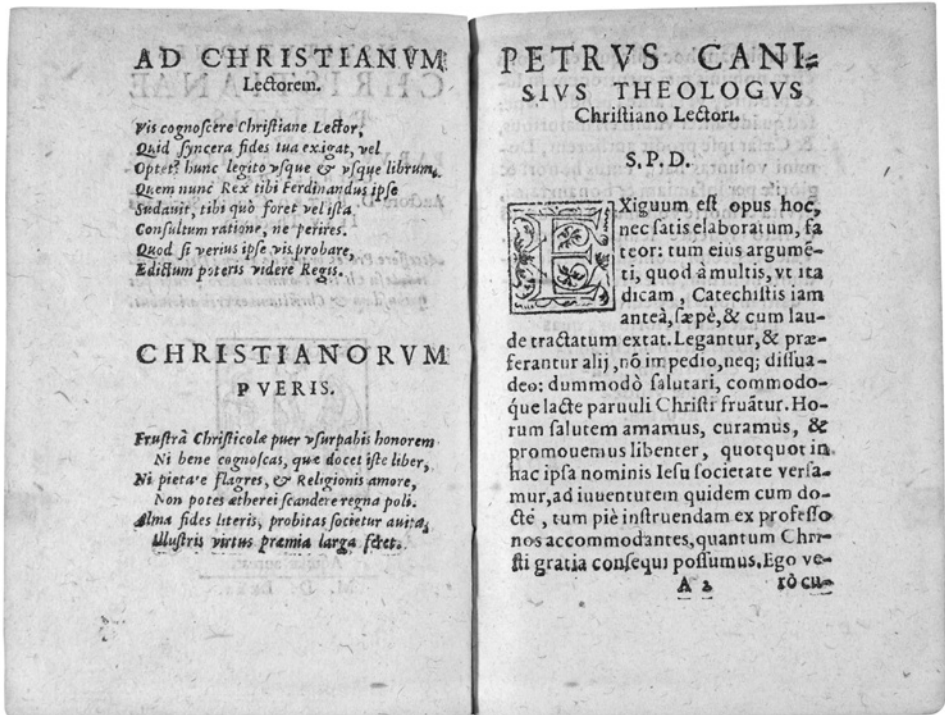 AD CHRISTIANVM
Lectorem.
Vis cognoſcere Chriſtiane Lector,
Quid ſyncera fides tua exigat, vel
Optet? hunc legito vſque & vſque librum,
Quem nunc Rex tibi Ferdinandus ipſe
Sudauit, tibi quò foret vel iſta
Conſultum ratione, ne perires.
Quod ſi verius ipſe vis probare,
Edictum poteris videre Regis.
CHRISTIANORVM
PVERIS.
Fruſtrà Chriſticolæ puer vſurpabis honorem
Ni bene cognoſcas, quæ docet iſte liber,
Ni pietate flagres, & Religionis amore,
Non potes ætherei ſcandere regna poli.
Alma fides literis, probitas ſocietur auita,
Illuſtris virtus præmia larga feret.
PETRVS CANI=
SIVS THEOLOGVS
Chriſtiano Lectori.
S.P.D.
EXiguum eſt opus hoc,
nec ſatis elaboratum, fa
teor: tum eius argumẽ-
ti, quod à multis, vt ita
dicam, Catechiſtis iam
anteà, ſæpè, & cum lau-
de tractatum extat. Legantur, & præ-
ferantur alij, nõ impedio, neq; diſſua-
deo: dummodò ſalutari, commodo-
que lacte paruuli Chriſti fruãtur. Ho-
rum ſalutem amamus, curamus, &
promouemus libenter, quotquot in
hac ipſa nominis Ieſu ſocietate verſa-
mur, ad iuuentutem quidem cum do-
ctè, tum piè inſtruendam ex profeſſo
nos accommodantes, quantum Chri-
ſti gratia conſequi poſſumus. Ego ve-
A 2 rò cu-